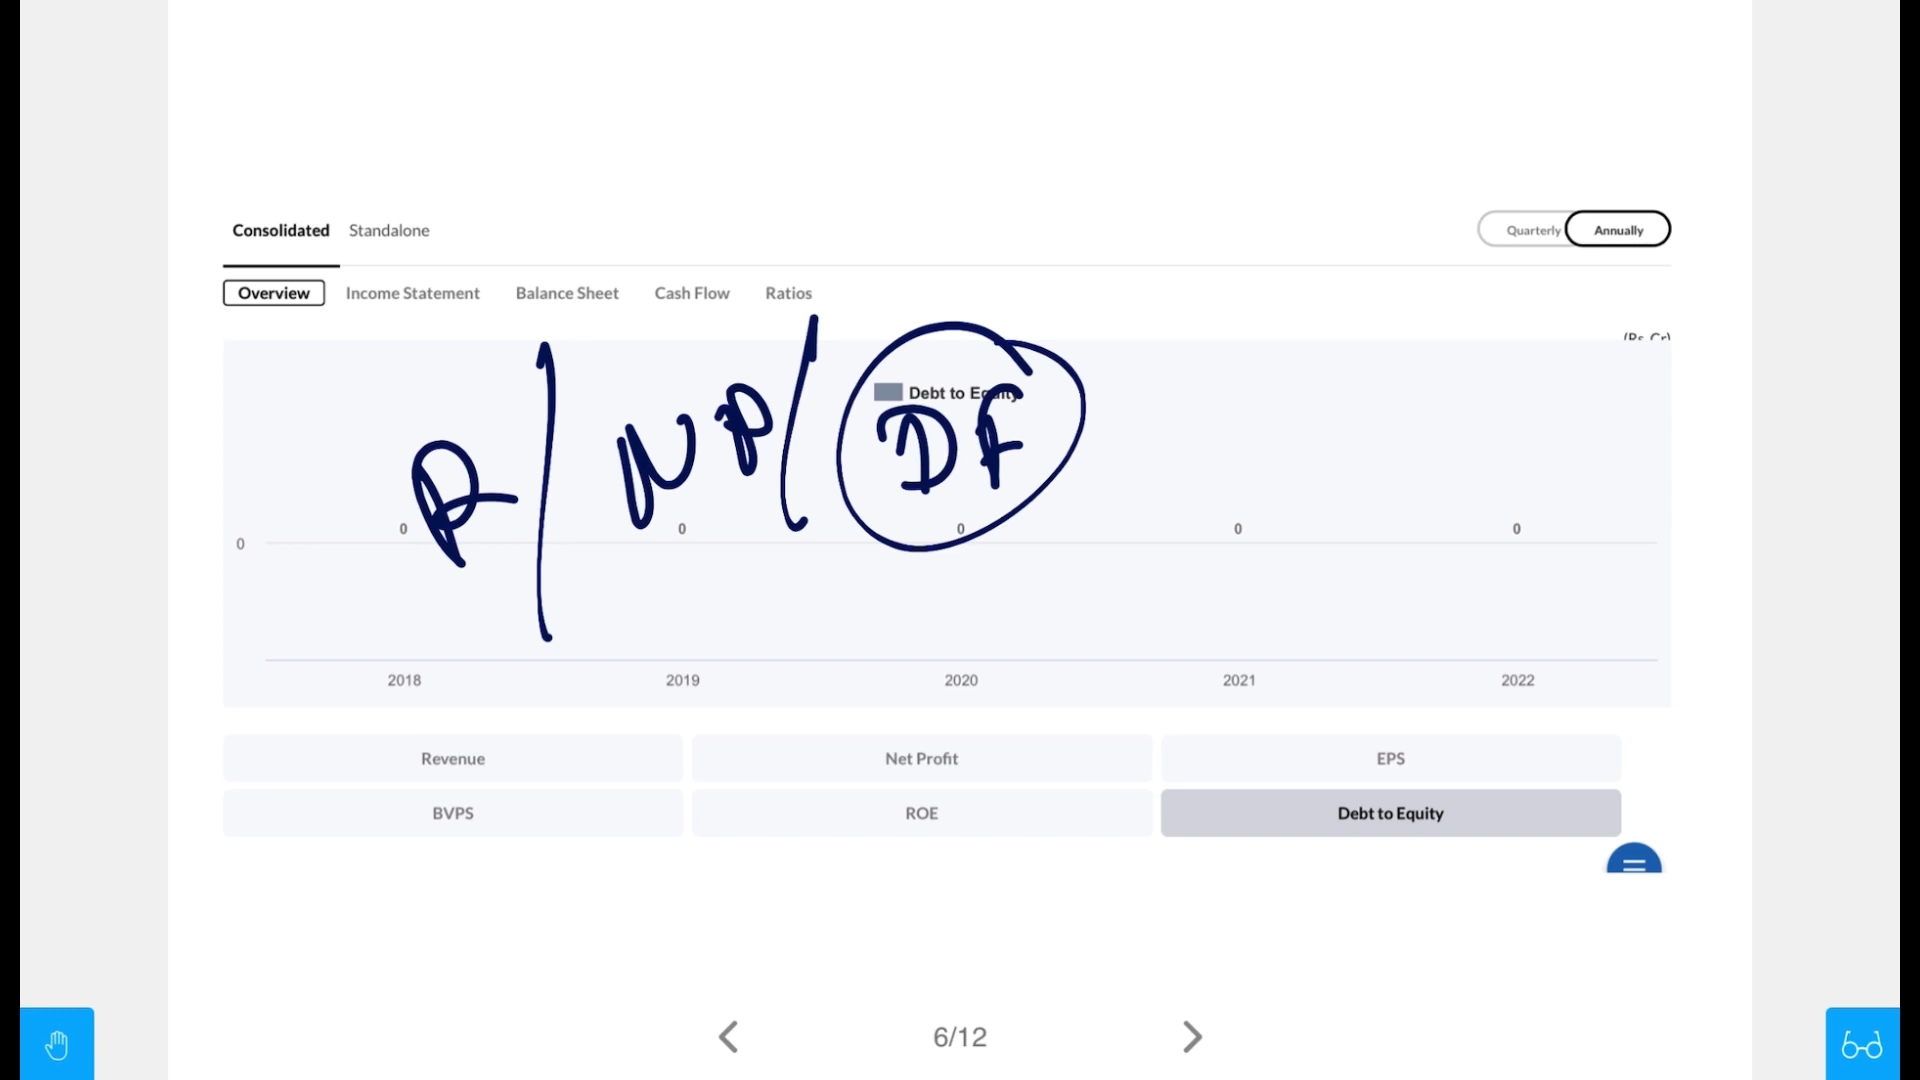 Consolidated Standalone Quarterly Annually
Overview Income Statement Balance Sheet Cash Flow Ratios
(Rs. Cr)
Debt to Equity
R / NP / DF
0 0 0 0 0
0
2018 2019 2020 2021 2022
Revenue Net Profit EPS
BVPS ROE Debt to Equity
6/12